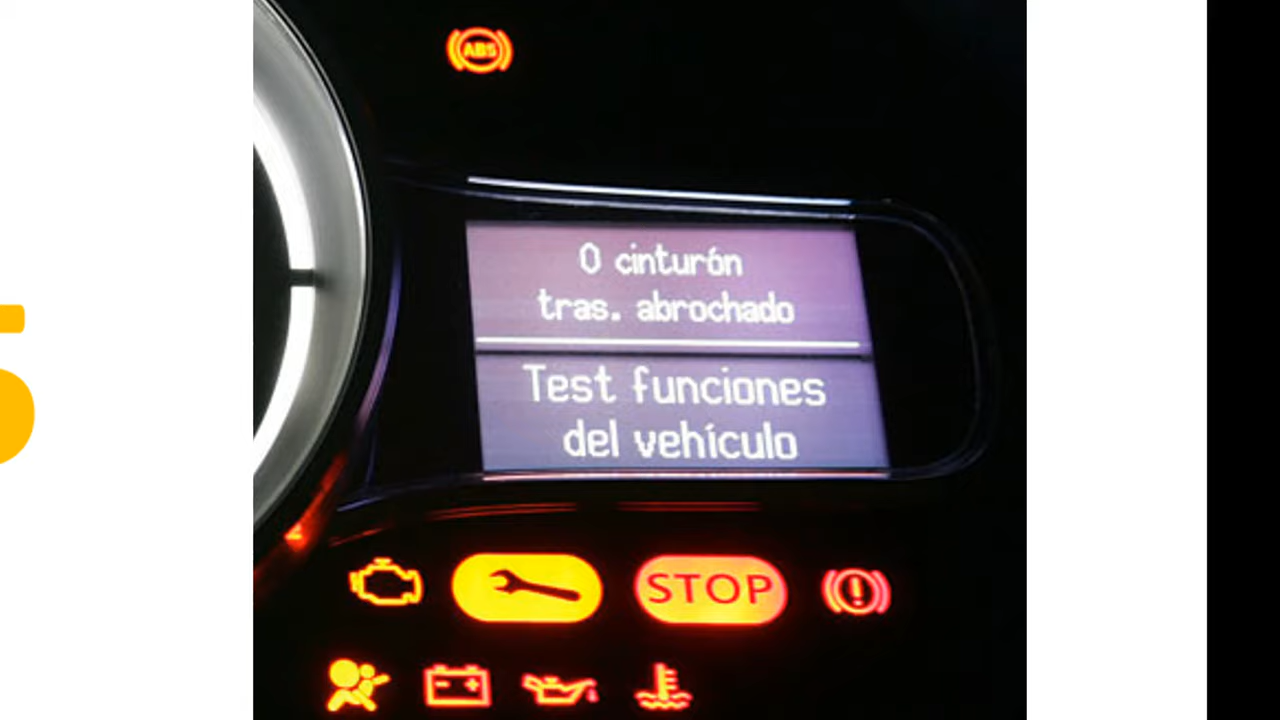 ABS
0 cinturón
tras. abrochado
Test funciones
del vehículo
STOP